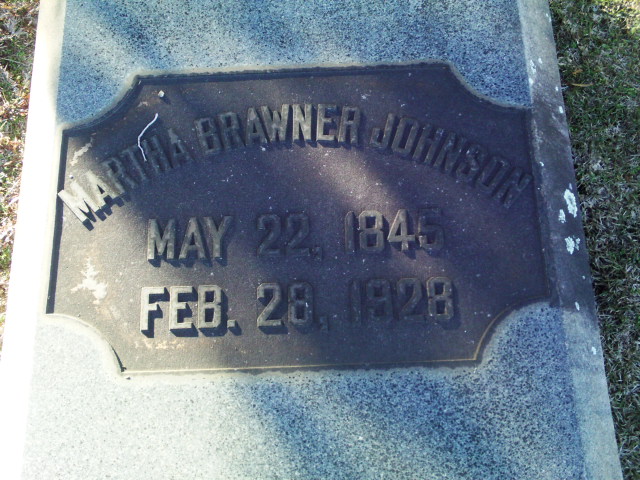 MARTHA BRAWNER JOHNSON
MAY 22, 1845
FEB. 28, 1928